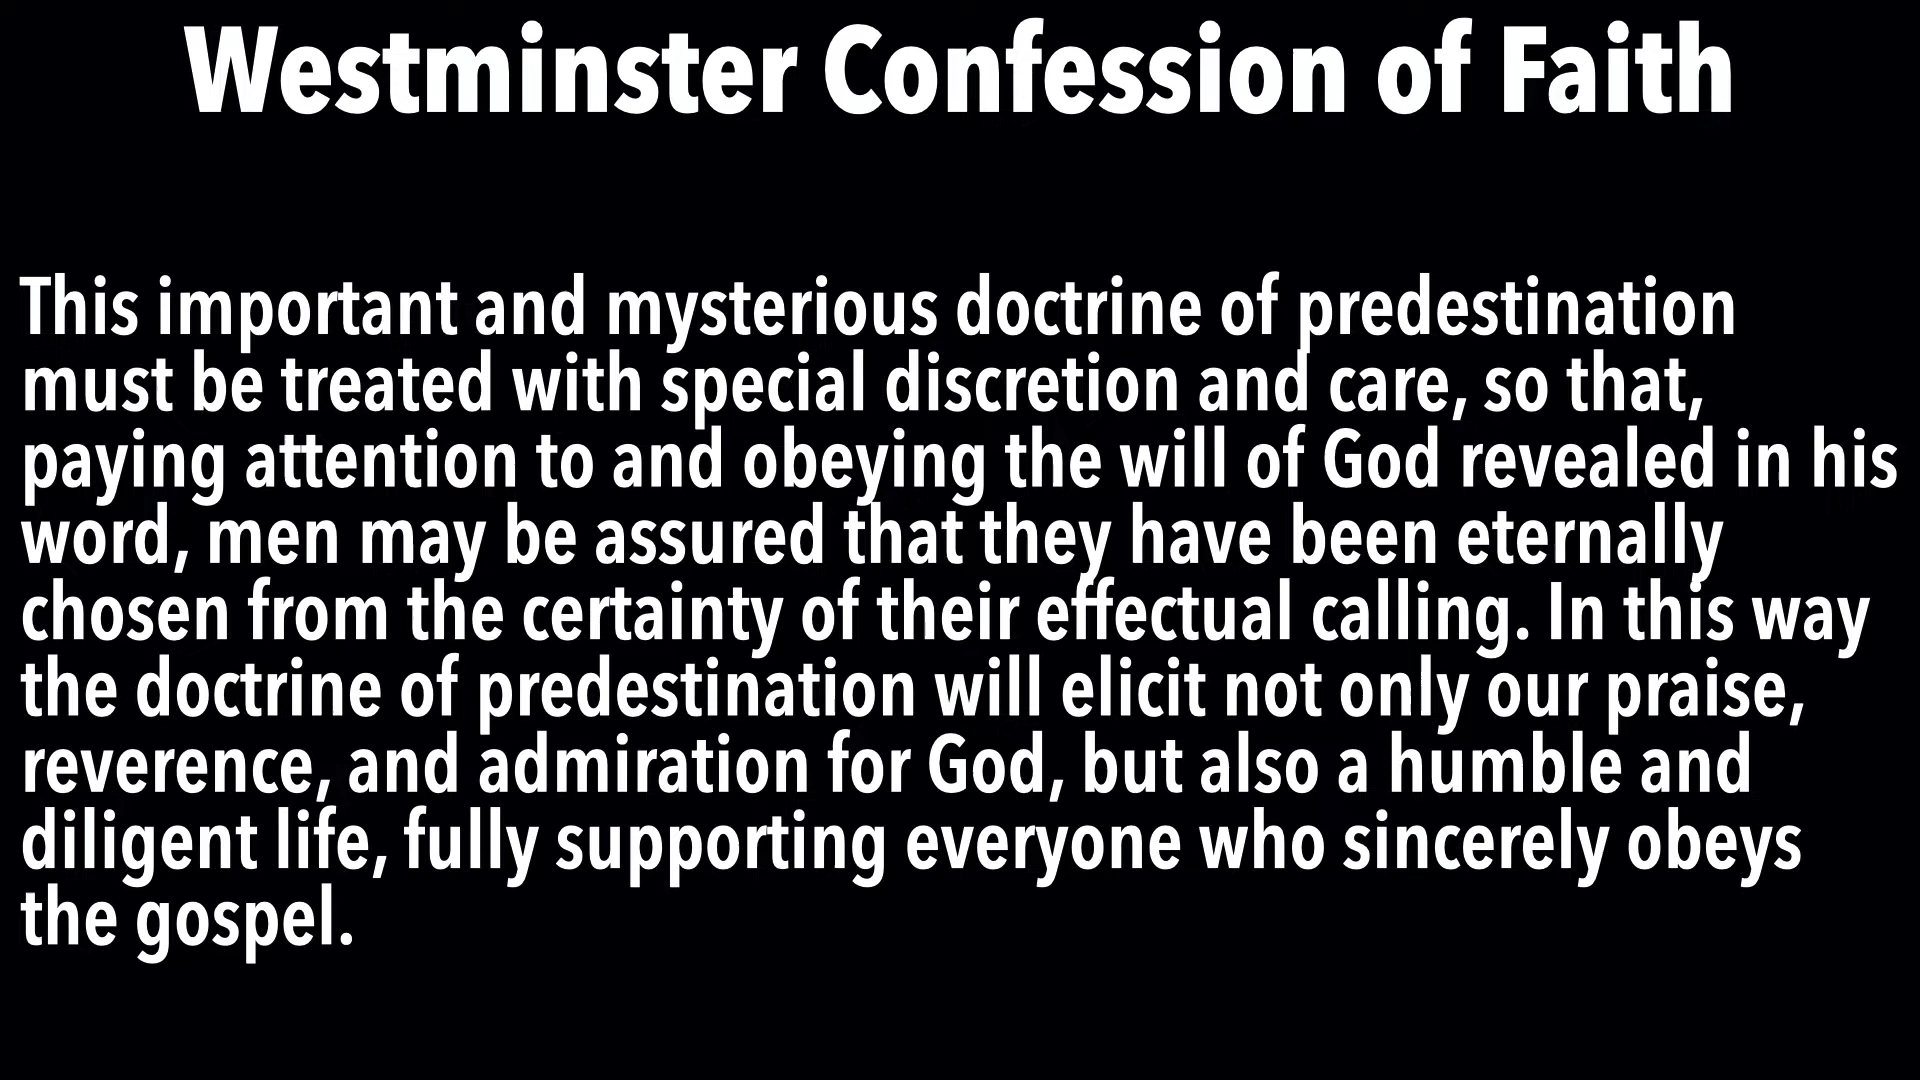 Westminster Confession of Faith
This important and mysterious doctrine of predestination
must be treated with special discretion and care, so that,
paying attention to and obeying the will of God revealed in his
word, men may be assured that they have been eternally
chosen from the certainty of their effectual calling. In this way
the doctrine of predestination will elicit not only our praise,
reverence, and admiration for God, but also a humble and
diligent life, fully supporting everyone who sincerely obeys
the gospel.